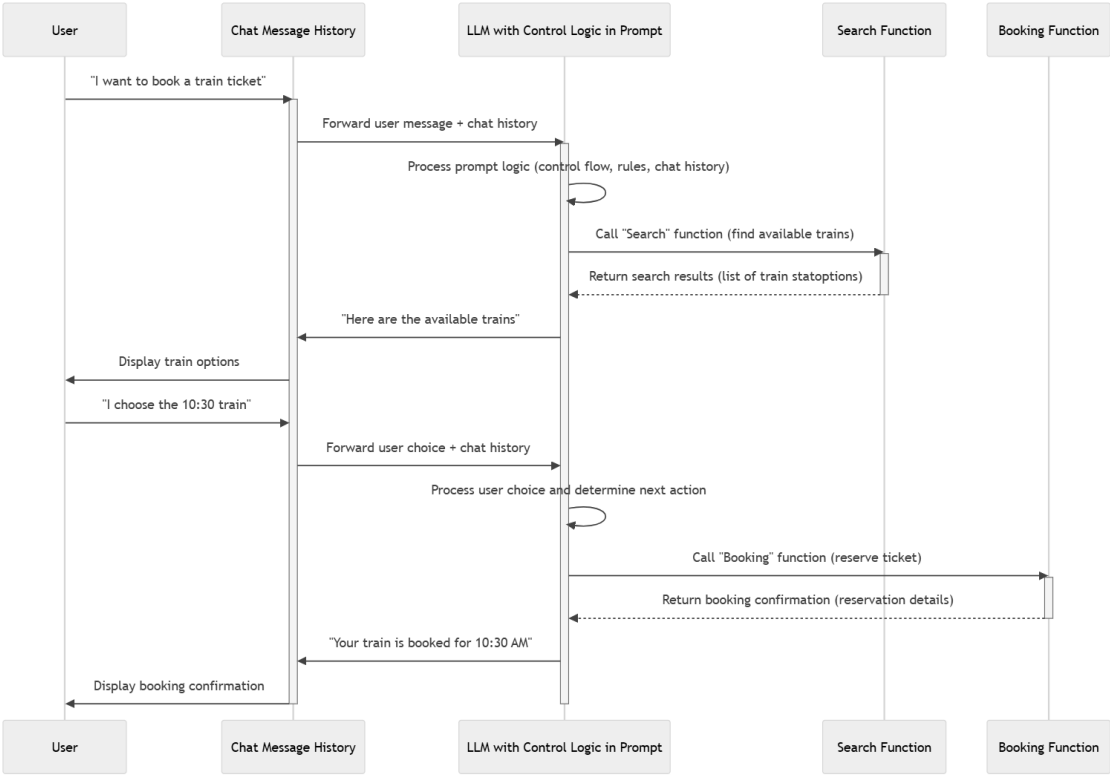 User
Chat Message History
LLM with Control Logic in Prompt
Search Function
Booking Function
"I want to book a train ticket"
Forward user message + chat history
Process prompt logic (control flow, rules, chat history)
Call "Search" function (find available trains)
Return search results (list of train statoptions)
"Here are the available trains"
Display train options
"I choose the 10:30 train"
Forward user choice + chat history
Process user choice and determine next action
Call "Booking" function (reserve ticket)
Return booking confirmation (reservation details)
"Your train is booked for 10:30 AM"
Display booking confirmation
User
Chat Message History
LLM with Control Logic in Prompt
Search Function
Booking Function